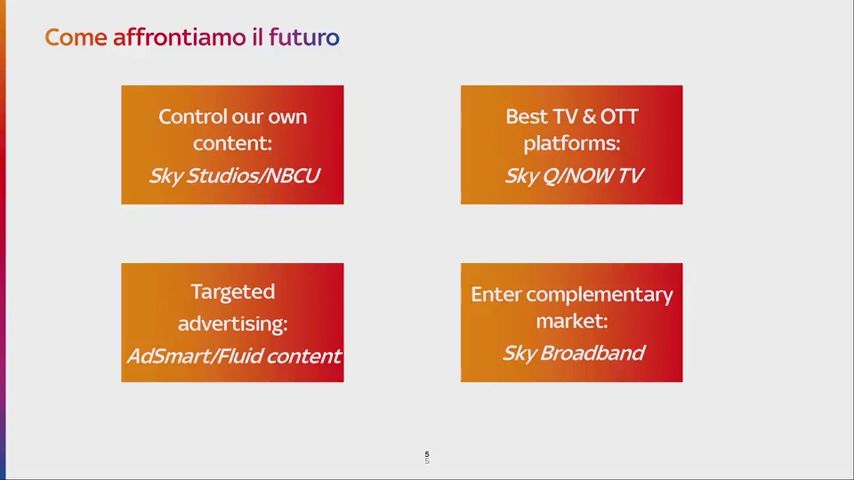 Come affrontiamo il futuro
Control our own
content:
Sky Studios/NBCU
Best TV & OTT
platforms:
Sky Q/NOW TV
Targeted
advertising:
AdSmart/Fluid content
Enter complementary
market:
Sky Broadband
5
5